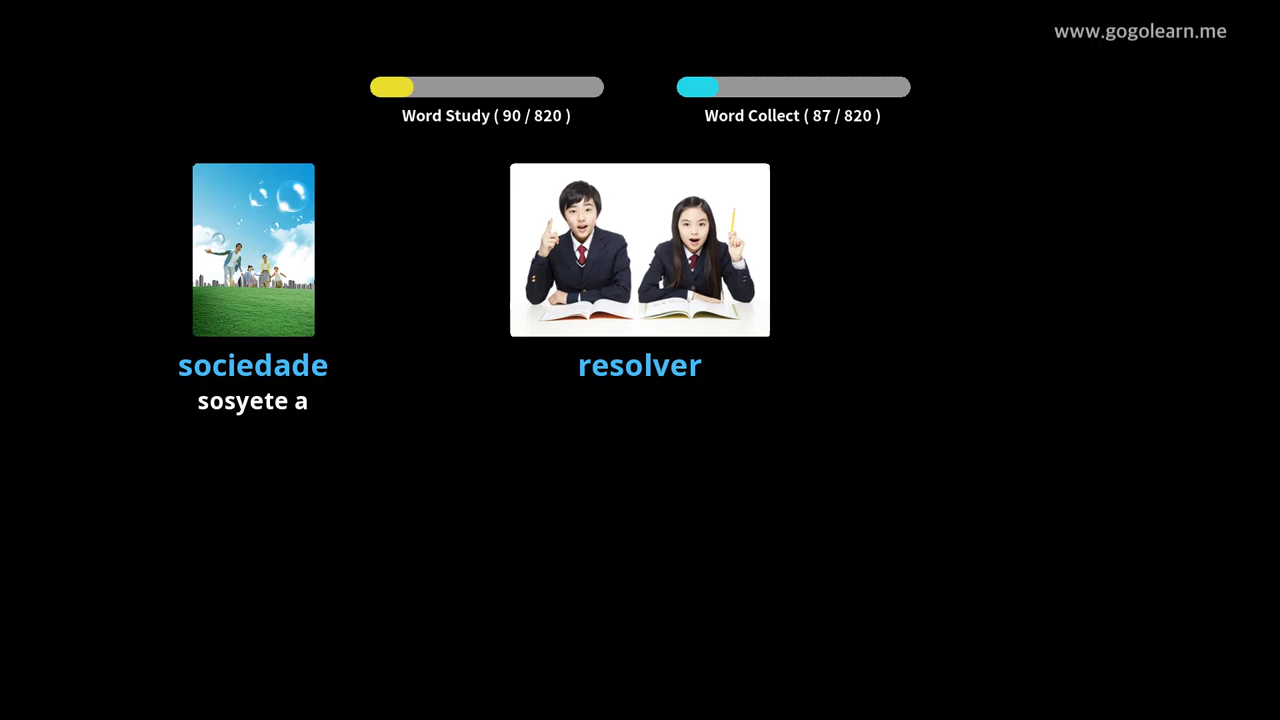 www.gogolearn.me
Word Study ( 90 / 820 )
Word Collect ( 87 / 820 )
sociedade
sosyete a
resolver